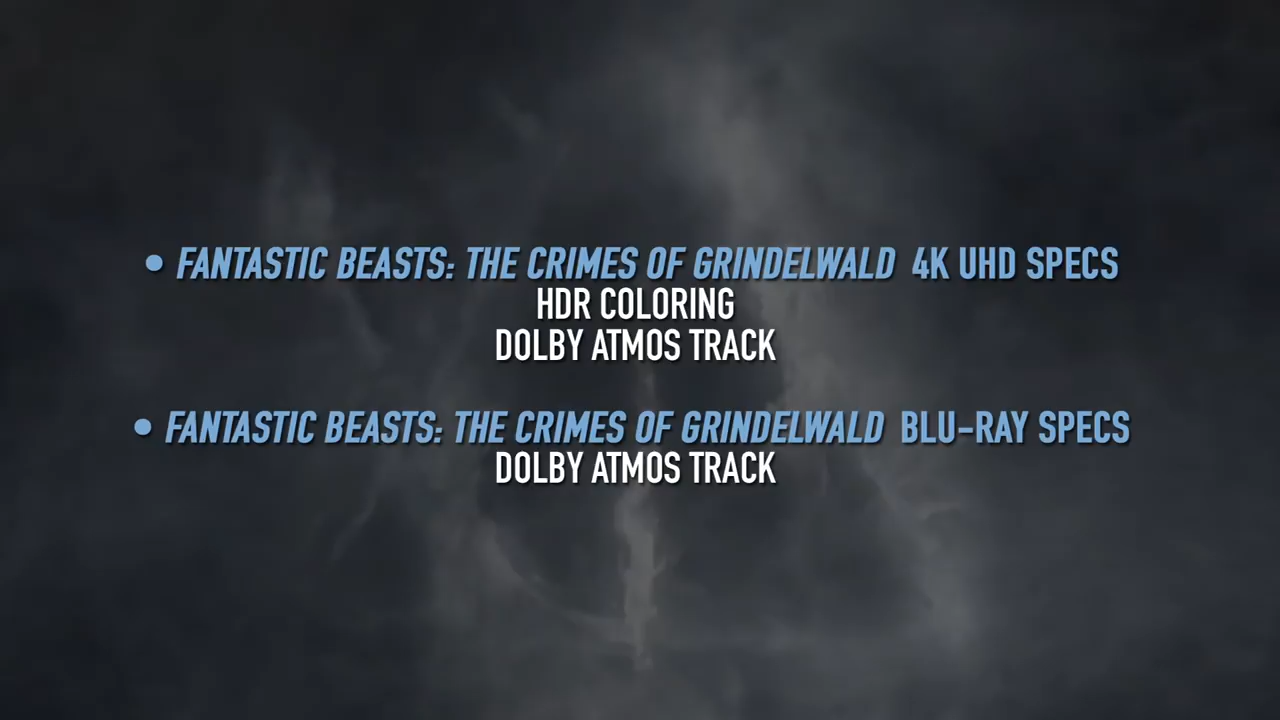 • FANTASTIC BEASTS: THE CRIMES OF GRINDELWALD 4K UHD SPECS
HDR COLORING
DOLBY ATMOS TRACK
• FANTASTIC BEASTS: THE CRIMES OF GRINDELWALD BLU-RAY SPECS
DOLBY ATMOS TRACK